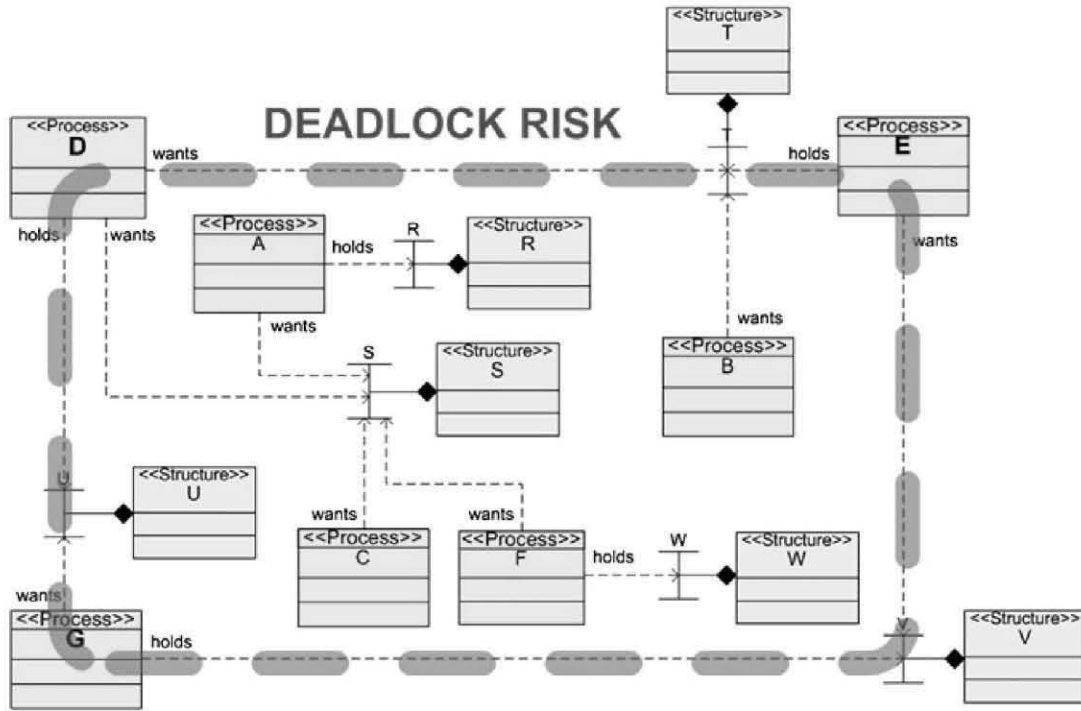 <<Structure>>
T
DEADLOCK RISK
<<Process>>
D
T
<<Process>>
E
wants
holds
holds
wants
<<Process>>
A
holds
R
<<Structure>>
R
wants
wants
wants
<<Process>>
B
S
<<Structure>>
S
U
<<Structure>>
U
wants
<<Process>>
C
wants
<<Process>>
F
holds
W
<<Structure>>
W
wants
<<Process>>
G
holds
V
<<Structure>>
V